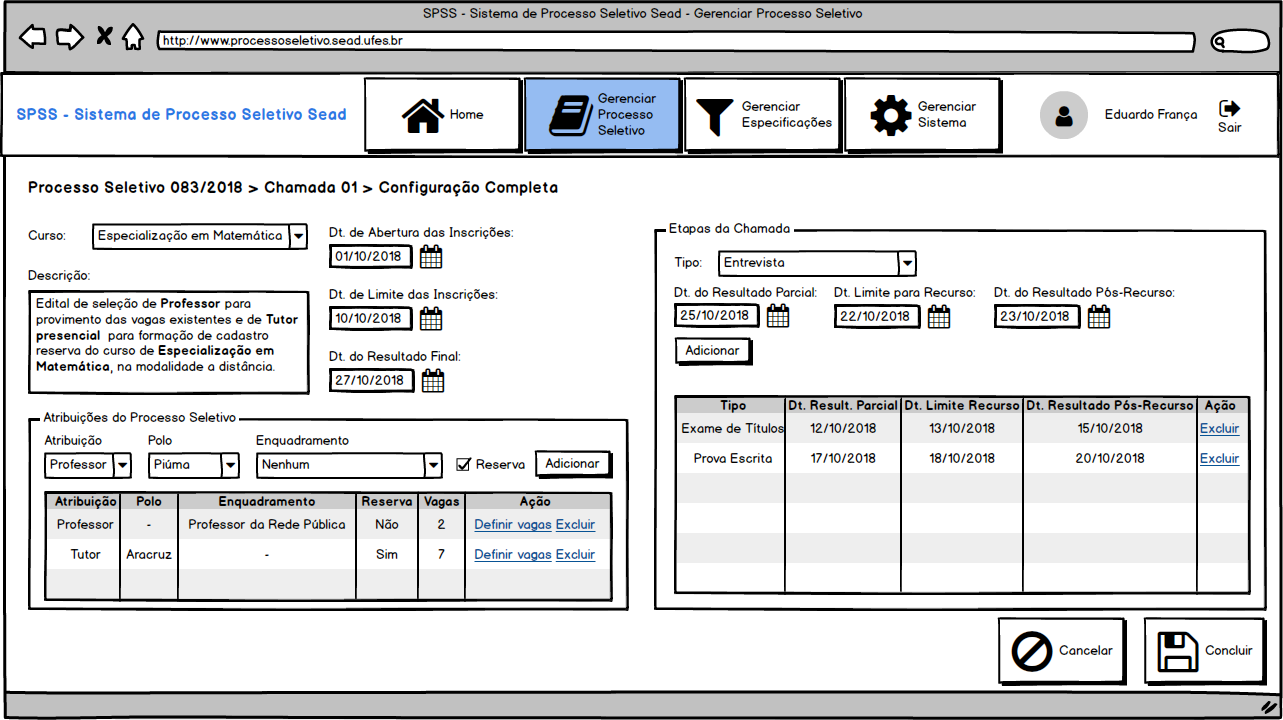 SPSS - Sistema de Processo Seletivo Sead - Gerenciar Processo Seletivo
http://www.processoseletivo.sead.ufes.br
SPSS - Sistema de Processo Seletivo Sead
Home
Gerenciar
Processo
Seletivo
Gerenciar
Especificações
Gerenciar
Sistema
Eduardo França
Sair
Processo Seletivo 083/2018 > Chamada 01 > Configuração Completa
Curso:
Especialização em Matemática
Descrição:
Edital de seleção de Professor para
provimento das vagas existentes e de Tutor
presencial para formação de cadastro
reserva do curso de Especialização em
Matemática, na modalidade a distância.
Dt. de Abertura das Inscrições:
01/10/2018
Dt. de Limite das Inscrições:
10/10/2018
Dt. do Resultado Final:
27/10/2018
Atribuições do Processo Seletivo
Atribuição Polo Enquadramento
Professor Piúma Nenhum Reserva Adicionar
Atribuição Polo Enquadramento Reserva Vagas Ação
Professor - Professor da Rede Pública Não 2 Definir vagas Excluir
Tutor Aracruz - Sim 7 Definir vagas Excluir
Etapas da Chamada
Tipo: Entrevista
Dt. do Resultado Parcial: Dt. Limite para Recurso: Dt. do Resultado Pós-Recurso:
25/10/2018 22/10/2018 23/10/2018
Adicionar
Tipo Dt. Result. Parcial Dt. Limite Recurso Dt. Resultado Pós-Recurso Ação
Exame de Títulos 12/10/2018 13/10/2018 15/10/2018 Excluir
Prova Escrita 17/10/2018 18/10/2018 20/10/2018 Excluir
Cancelar
Concluir